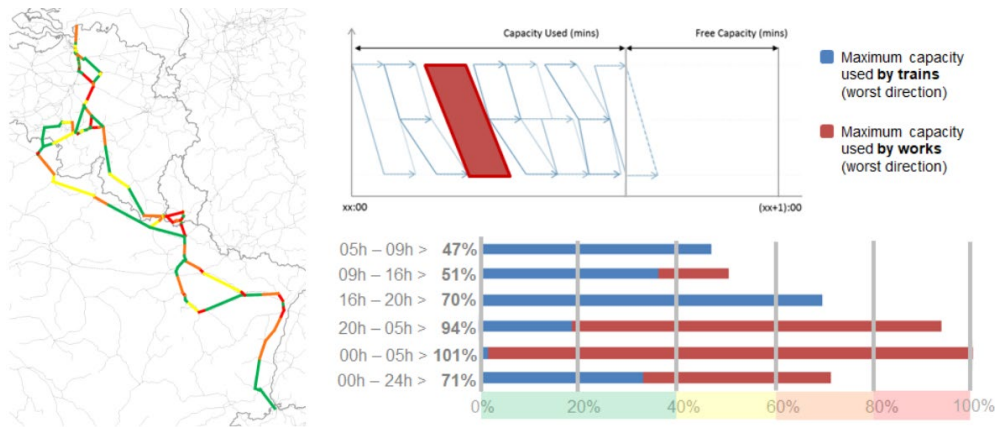 Capacity Used (mins)
Free Capacity (mins)
xx:00
(xx+1):00
Maximum capacity
used by trains
(worst direction)
Maximum capacity
used by works
(worst direction)
05h – 09h > 47%
09h – 16h > 51%
16h – 20h > 70%
20h – 05h > 94%
00h – 05h > 101%
00h – 24h > 71%
0% 20% 40% 60% 80% 100%